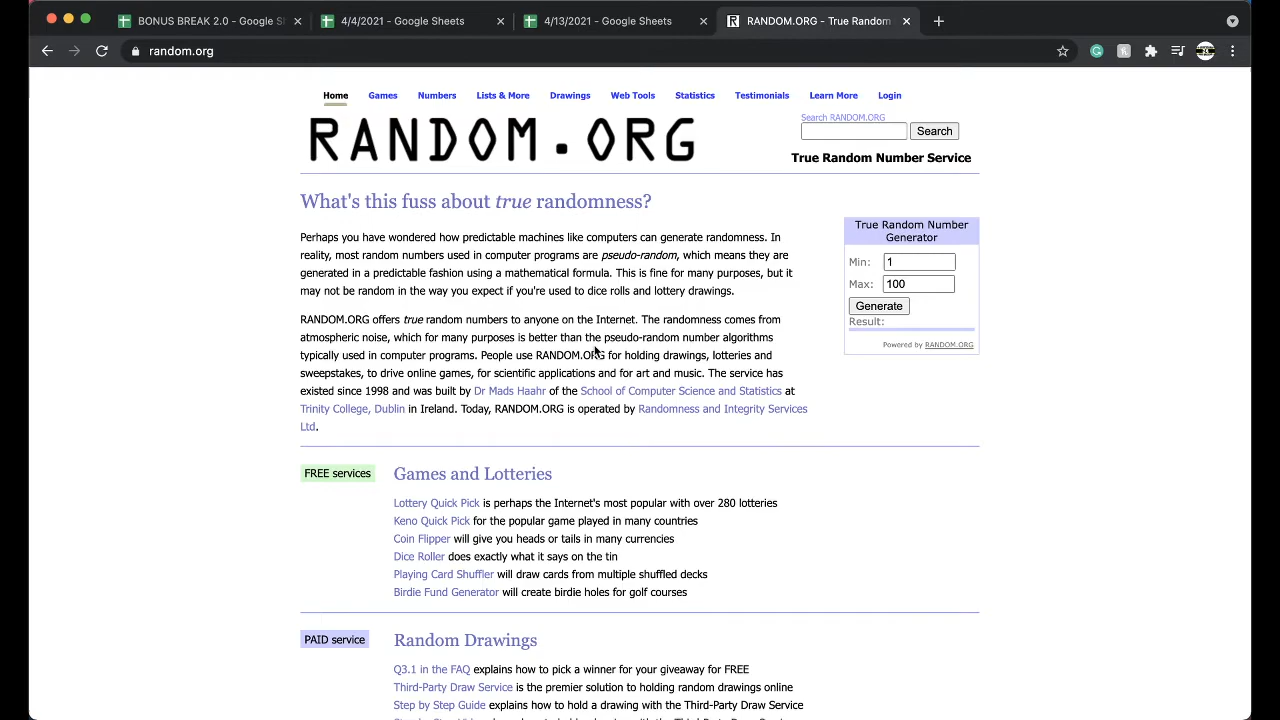 BONUS BREAK 2.0 - Google S
4/4/2021 - Google Sheets
4/13/2021 - Google Sheets
RANDOM.ORG - True Random
random.org
Home Games Numbers Lists & More Drawings Web Tools Statistics Testimonials Learn More Login
RANDOM.ORG
Search RANDOM.ORG
Search
True Random Number Service
What's this fuss about true randomness?
Perhaps you have wondered how predictable machines like computers can generate randomness. In
reality, most random numbers used in computer programs are pseudo-random, which means they are
generated in a predictable fashion using a mathematical formula. This is fine for many purposes, but it
may not be random in the way you expect if you're used to dice rolls and lottery drawings.
RANDOM.ORG offers true random numbers to anyone on the Internet. The randomness comes from
atmospheric noise, which for many purposes is better than the pseudo-random number algorithms
typically used in computer programs. People use RANDOM.ORG for holding drawings, lotteries and
sweepstakes, to drive online games, for scientific applications and for art and music. The service has
existed since 1998 and was built by Dr Mads Haahr of the School of Computer Science and Statistics at
Trinity College, Dublin in Ireland. Today, RANDOM.ORG is operated by Randomness and Integrity Services
Ltd.
True Random Number
Generator
Min: 1
Max: 100
Generate
Result:
Powered by RANDOM.ORG
FREE services
Games and Lotteries
Lottery Quick Pick is perhaps the Internet's most popular with over 280 lotteries
Keno Quick Pick for the popular game played in many countries
Coin Flipper will give you heads or tails in many currencies
Dice Roller does exactly what it says on the tin
Playing Card Shuffler will draw cards from multiple shuffled decks
Birdie Fund Generator will create birdie holes for golf courses
PAID service
Random Drawings
Q3.1 in the FAQ explains how to pick a winner for your giveaway for FREE
Third-Party Draw Service is the premier solution to holding random drawings online
Step by Step Guide explains how to hold a drawing with the Third-Party Draw Service